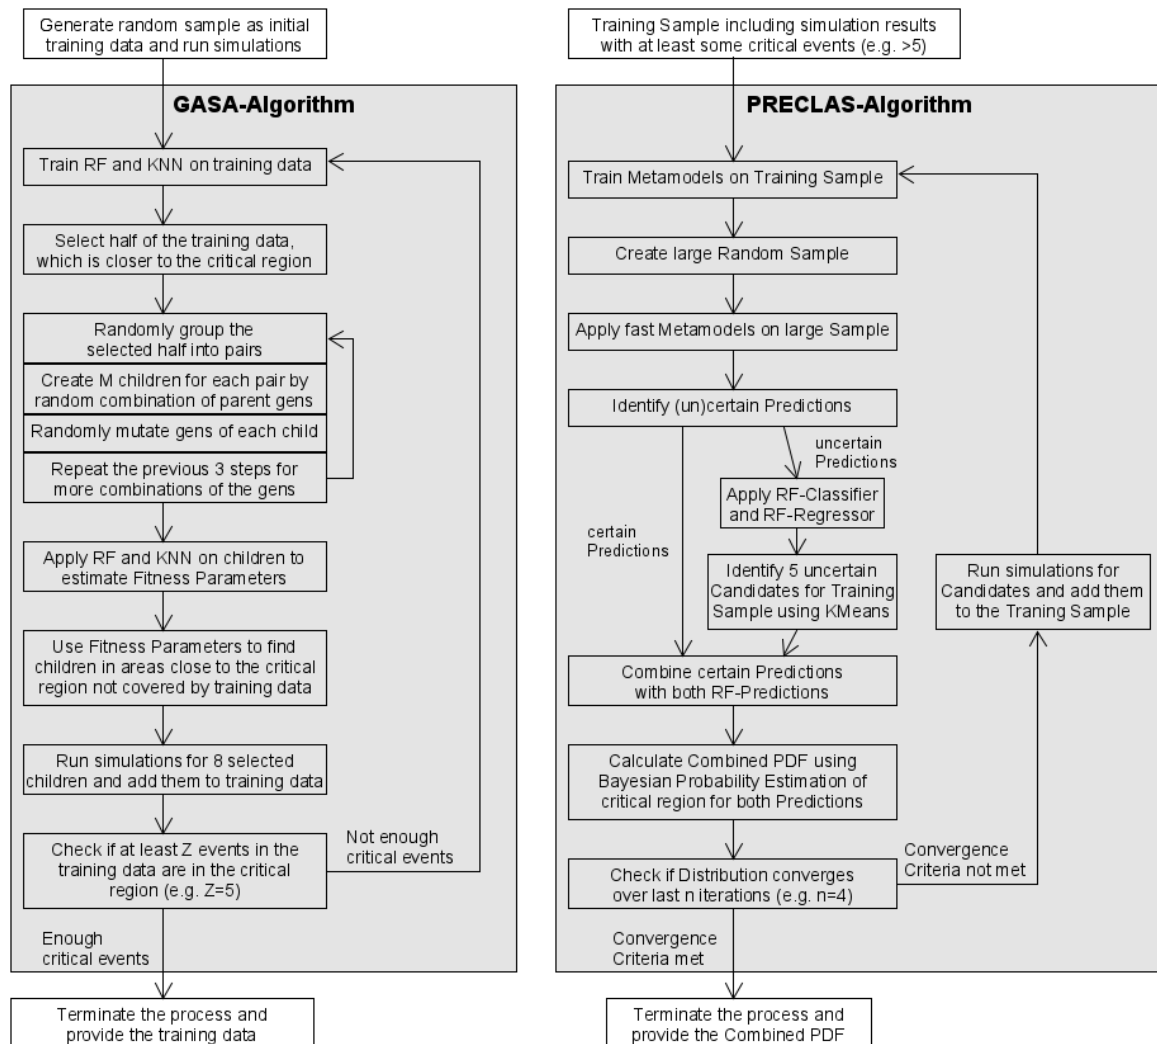 Generate random sample as initial
training data and run simulations
GASA-Algorithm
Train RF and KNN on training data
Select half of the training data,
which is closer to the critical region
Randomly group the
selected half into pairs
Create M children for each pair by
random combination of parent gens
Randomly mutate gens of each child
Repeat the previous 3 steps for
more combinations of the gens
Apply RF and KNN on children to
estimate Fitness Parameters
Use Fitness Parameters to find
children in areas close to the critical
region not covered by training data
Run simulations for 8 selected
children and add them to training data
Check if at least Z events in the
training data are in the critical
region (e.g. Z=5)
Not enough
critical events
Enough
critical events
Terminate the process and
provide the training data
Training Sample including simulation results
with at least some critical events (e.g. >5)
PRECLAS-Algorithm
Train Metamodels on Training Sample
Create large Random Sample
Apply fast Metamodels on large Sample
Identify (un)certain Predictions
uncertain
Predictions
certain
Predictions
Apply RF-Classifier
and RF-Regressor
Identify 5 uncertain
Candidates for Training
Sample using KMeans
Run simulations for
Candidates and add them
to the Traning Sample
Combine certain Predictions
with both RF-Predictions
Calculate Combined PDF using
Bayesian Probability Estimation of
critical region for both Predictions
Convergence
Criteria not met
Check if Distribution converges
over last n iterations (e.g. n=4)
Convergence
Criteria met
Terminate the process and
provide the Combined PDF